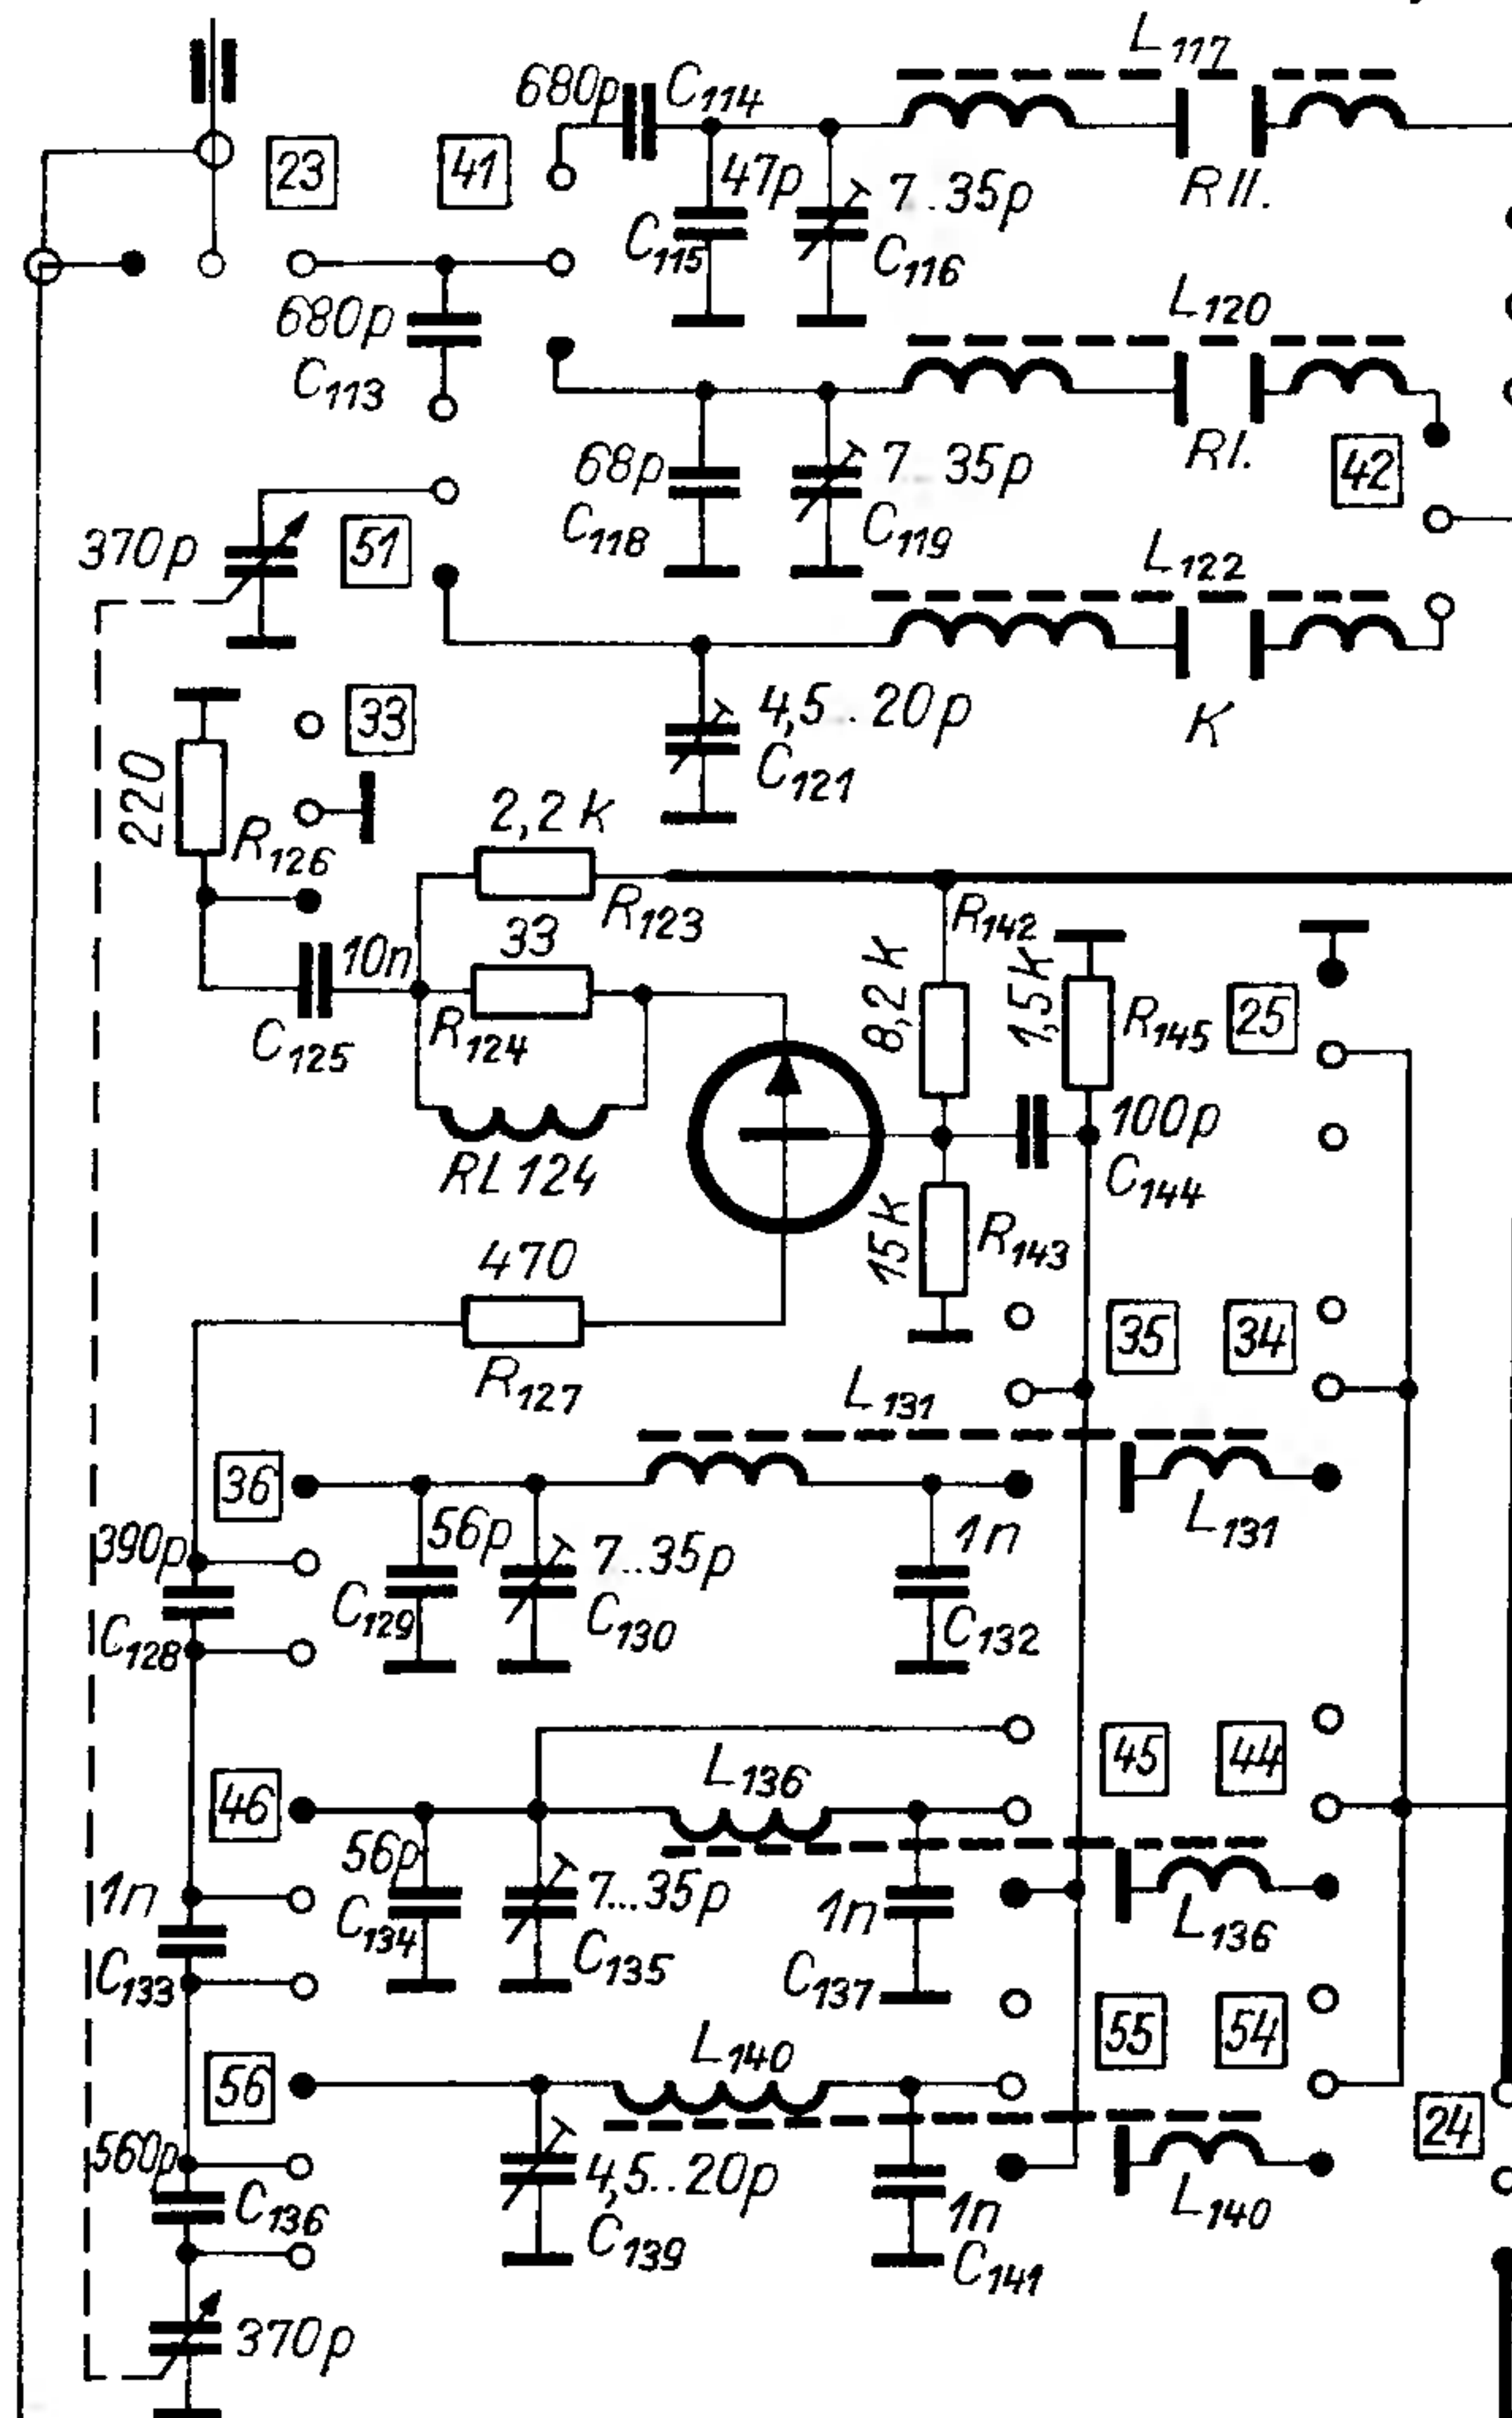 L117
680p
C114
23
41
47p
7..35p
RII.
C115
C116
680p
C113
L120
68p
7..35p
RI.
42
C118
C119
370p
51
L122
4,5..20p
K
C121
33
220
R126
2,2k
R123
R142
33
10n
R124
C125
8,2k
1,5k
R145
25
RL124
100p
C144
15k
R143
470
R127
35
34
L131
36
390p
56p
7..35p
1n
L131
C128
C129
C130
C132
45
44
L136
46
56p
1n
7...35p
1n
L136
C134
C135
C137
C133
55
54
L140
56
560p
24
C136
4,5..20p
1n
L140
C139
C141
370p